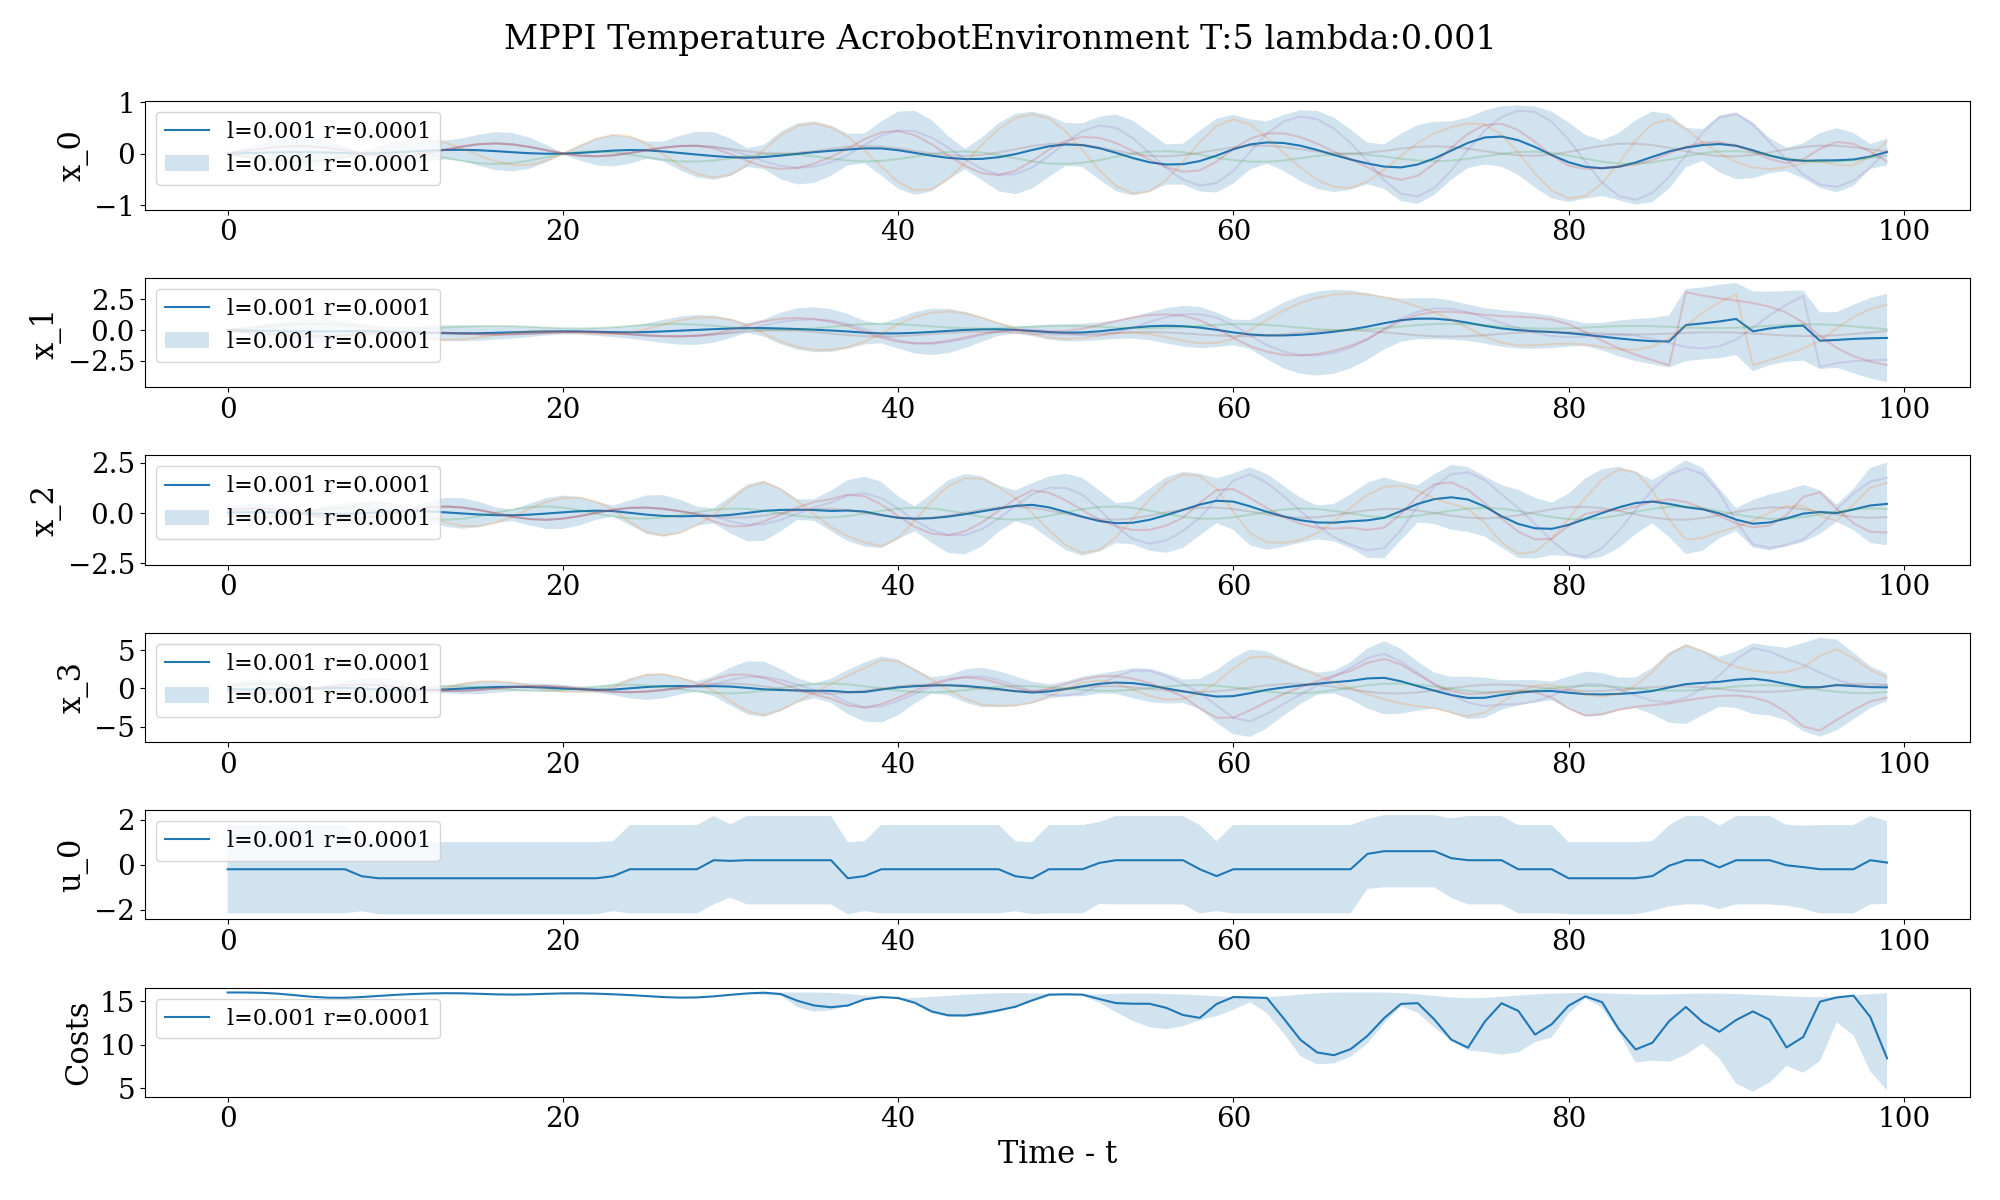 MPPI Temperature AcrobotEnvironment T:5 lambda:0.001
x_0
1
0
−1
l=0.001 r=0.0001
l=0.001 r=0.0001
0 20 40 60 80 100
x_1
2.5
0.0
−2.5
l=0.001 r=0.0001
l=0.001 r=0.0001
0 20 40 60 80 100
x_2
2.5
0.0
−2.5
l=0.001 r=0.0001
l=0.001 r=0.0001
0 20 40 60 80 100
x_3
5
0
−5
l=0.001 r=0.0001
l=0.001 r=0.0001
0 20 40 60 80 100
u_0
2
0
−2
l=0.001 r=0.0001
0 20 40 60 80 100
Costs
15
10
5
l=0.001 r=0.0001
0 20 40 60 80 100
Time - t